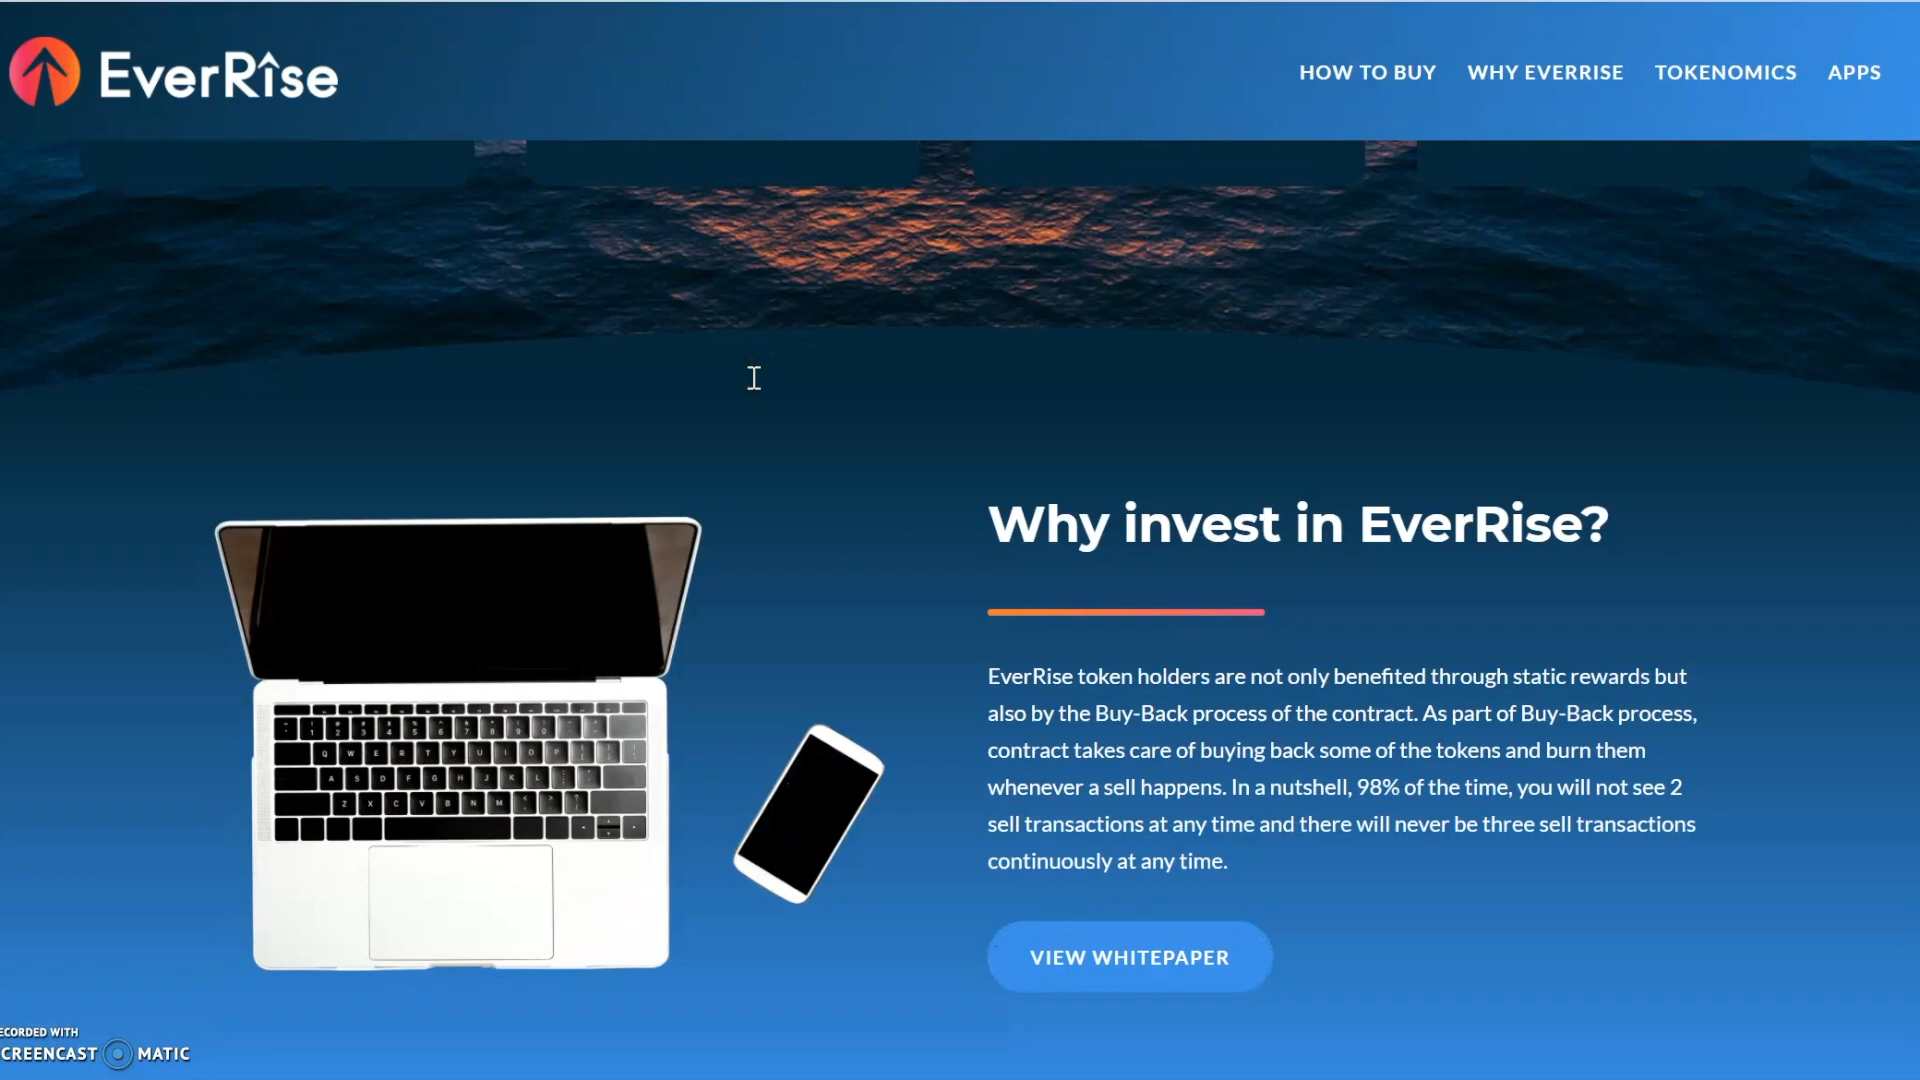 EverRîse
HOW TO BUY
WHY EVERRISE
TOKENOMICS
APPS
Why invest in EverRise?
EverRise token holders are not only benefited through static rewards but
also by the Buy-Back process of the contract. As part of Buy-Back process,
contract takes care of buying back some of the tokens and burn them
whenever a sell happens. In a nutshell, 98% of the time, you will not see 2
sell transactions at any time and there will never be three sell transactions
continuously at any time.
VIEW WHITEPAPER
ECORDED WITH
CREENCAST MATIC